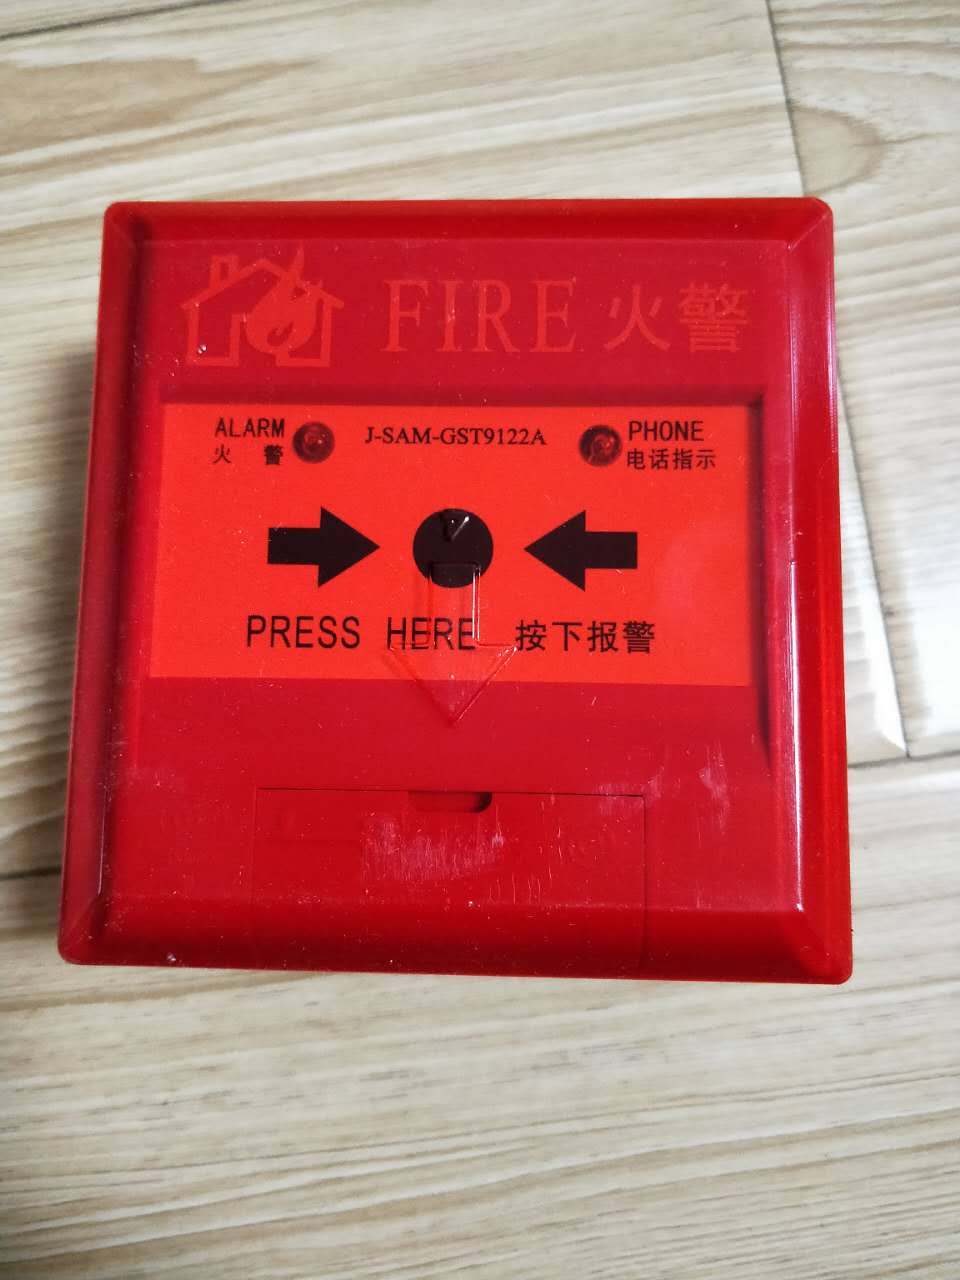 FIRE 火警
ALARM J-SAM-GST9122A PHONE
火 警 电话指示
PRESS HERE 按下报警